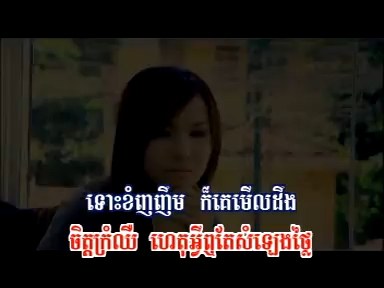 ទោះខំញញឹម ក៏គេមើលដឹង
ចិត្តក្រំឈឺ ហេតុអ្វីឮតែសំឡេងថ្លៃ